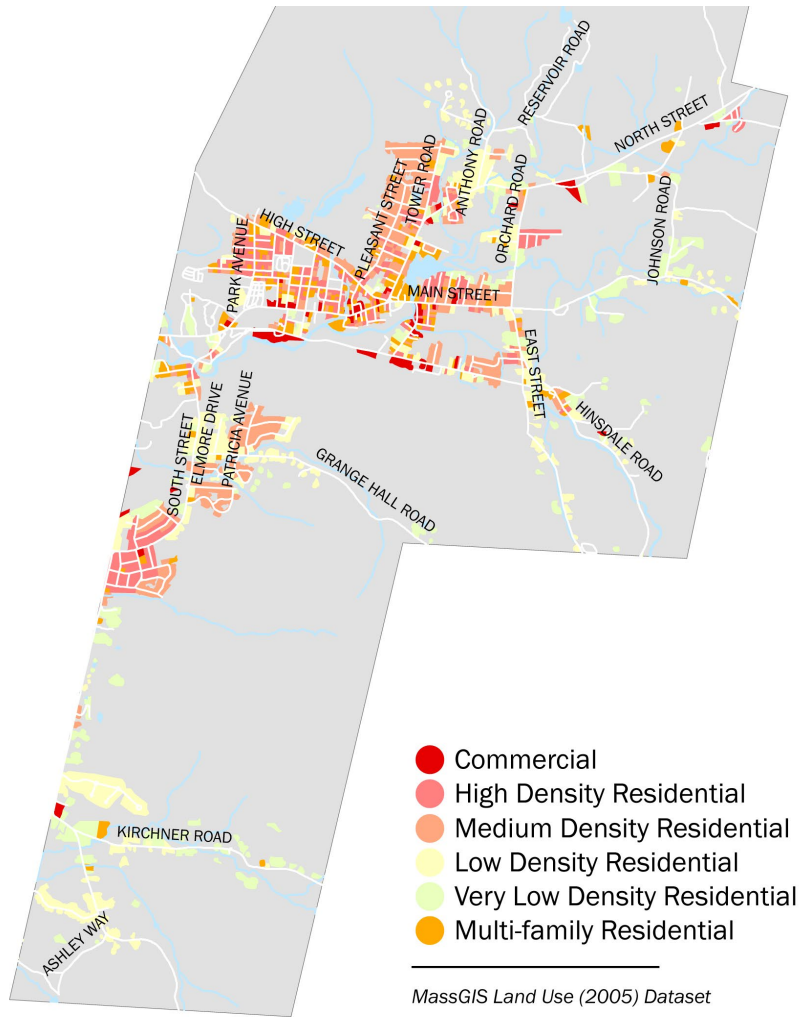 RESERVOIR ROAD
NORTH STREET
ANTHONY ROAD
TOWER ROAD
PLEASANT STREET
ORCHARD ROAD
JOHNSON ROAD
HIGH STREET
PARK AVENUE
MAIN STREET
EAST STREET
HINSDALE ROAD
PATRICIA AVENUE
ELMORE DRIVE
SOUTH STREET
GRANGE HALL ROAD
Commercial
High Density Residential
Medium Density Residential
Low Density Residential
Very Low Density Residential
Multi-family Residential
KIRCHNER ROAD
ASHLEY WAY
MassGIS Land Use (2005) Dataset